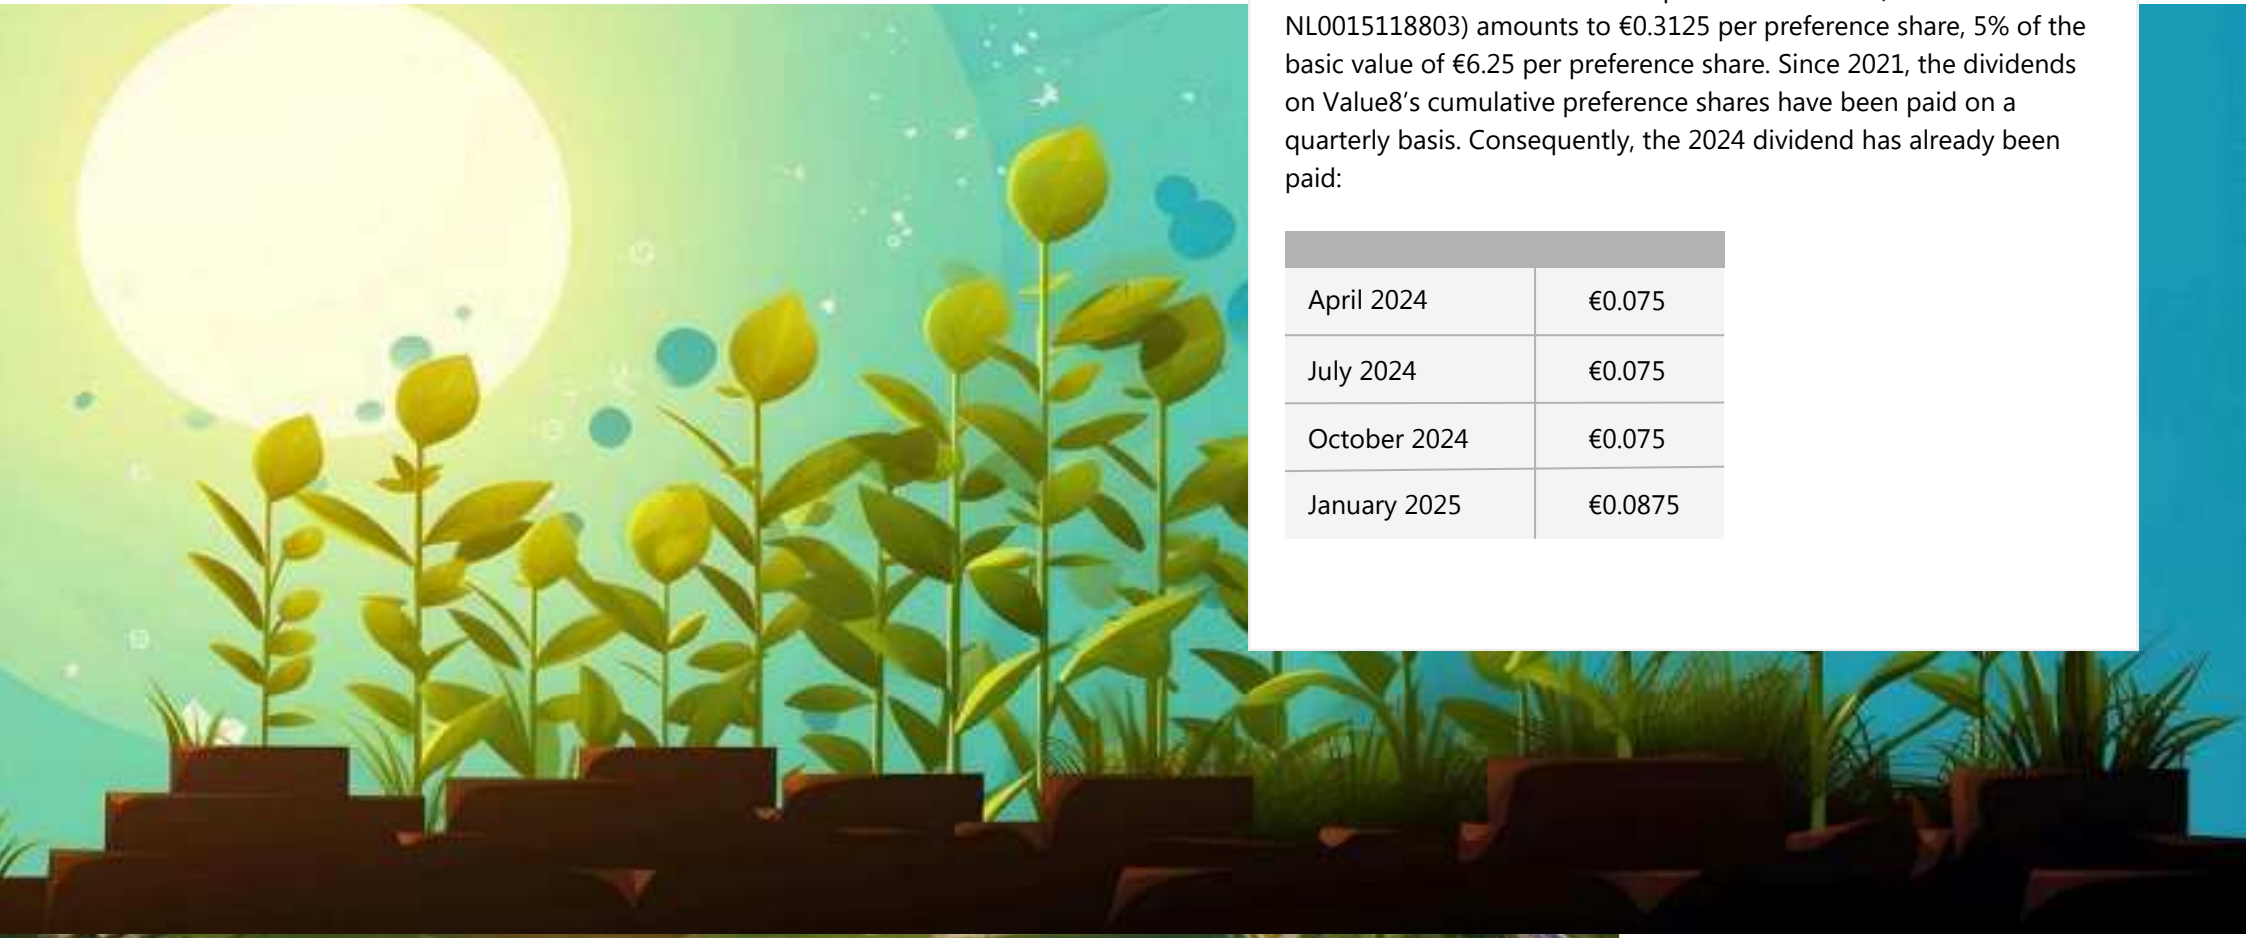 NL0015118803) amounts to €0.3125 per preference share, 5% of the
basic value of €6.25 per preference share. Since 2021, the dividends
on Value8’s cumulative preference shares have been paid on a
quarterly basis. Consequently, the 2024 dividend has already been
paid:
April 2024 €0.075
July 2024 €0.075
October 2024 €0.075
January 2025 €0.0875